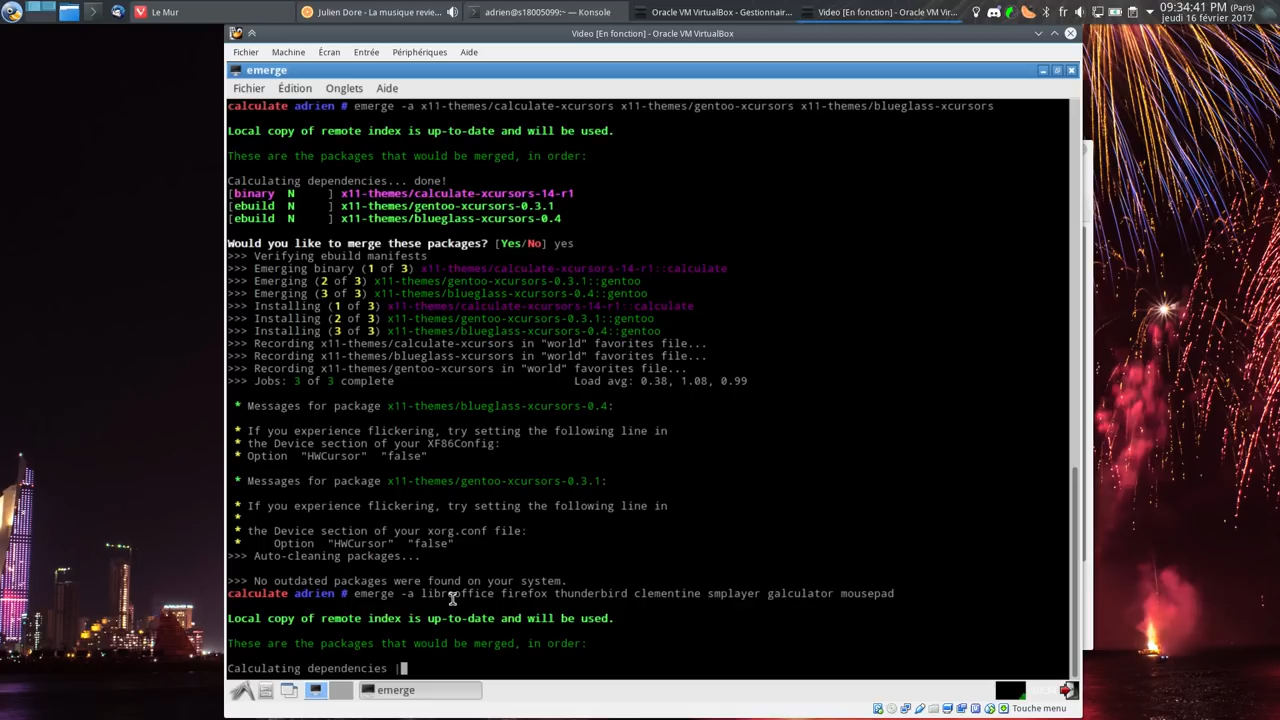 Le Mur
Julien Dore - La musique revie...
adrien@s18005099:~ — Konsole
Oracle VM VirtualBox - Gestionnair...
Video [En fonction] - Oracle VM Vir...
fr
09:34:41 PM (Paris)
jeudi 16 février 2017
Video [En fonction] - Oracle VM VirtualBox
Fichier Machine Écran Entrée Périphériques Aide
emerge
Fichier Édition Onglets Aide
calculate adrien # emerge -a x11-themes/calculate-xcursors x11-themes/gentoo-xcursors x11-themes/blueglass-xcursors
Local copy of remote index is up-to-date and will be used.
These are the packages that would be merged, in order:
Calculating dependencies... done!
[binary  N     ] x11-themes/calculate-xcursors-14-r1
[ebuild  N     ] x11-themes/gentoo-xcursors-0.3.1
[ebuild  N     ] x11-themes/blueglass-xcursors-0.4
Would you like to merge these packages? [Yes/No] yes
>>> Verifying ebuild manifests
>>> Emerging binary (1 of 3) x11-themes/calculate-xcursors-14-r1::calculate
>>> Emerging (2 of 3) x11-themes/gentoo-xcursors-0.3.1::gentoo
>>> Emerging (3 of 3) x11-themes/blueglass-xcursors-0.4::gentoo
>>> Installing (1 of 3) x11-themes/calculate-xcursors-14-r1::calculate
>>> Installing (2 of 3) x11-themes/gentoo-xcursors-0.3.1::gentoo
>>> Installing (3 of 3) x11-themes/blueglass-xcursors-0.4::gentoo
>>> Recording x11-themes/calculate-xcursors in "world" favorites file...
>>> Recording x11-themes/blueglass-xcursors in "world" favorites file...
>>> Recording x11-themes/gentoo-xcursors in "world" favorites file...
>>> Jobs: 3 of 3 complete                           Load avg: 0.38, 1.08, 0.99
* Messages for package x11-themes/blueglass-xcursors-0.4:
* If you experience flickering, try setting the following line in
* the Device section of your XF86Config:
* Option  "HWCursor"  "false"
* Messages for package x11-themes/gentoo-xcursors-0.3.1:
* If you experience flickering, try setting the following line in
*
* the Device section of your xorg.conf file:
*     Option  "HWCursor"  "false"
>>> Auto-cleaning packages...
>>> No outdated packages were found on your system.
calculate adrien # emerge -a libreoffice firefox thunderbird clementine smplayer galculator mousepad
Local copy of remote index is up-to-date and will be used.
These are the packages that would be merged, in order:
Calculating dependencies |
emerge
Touche menu